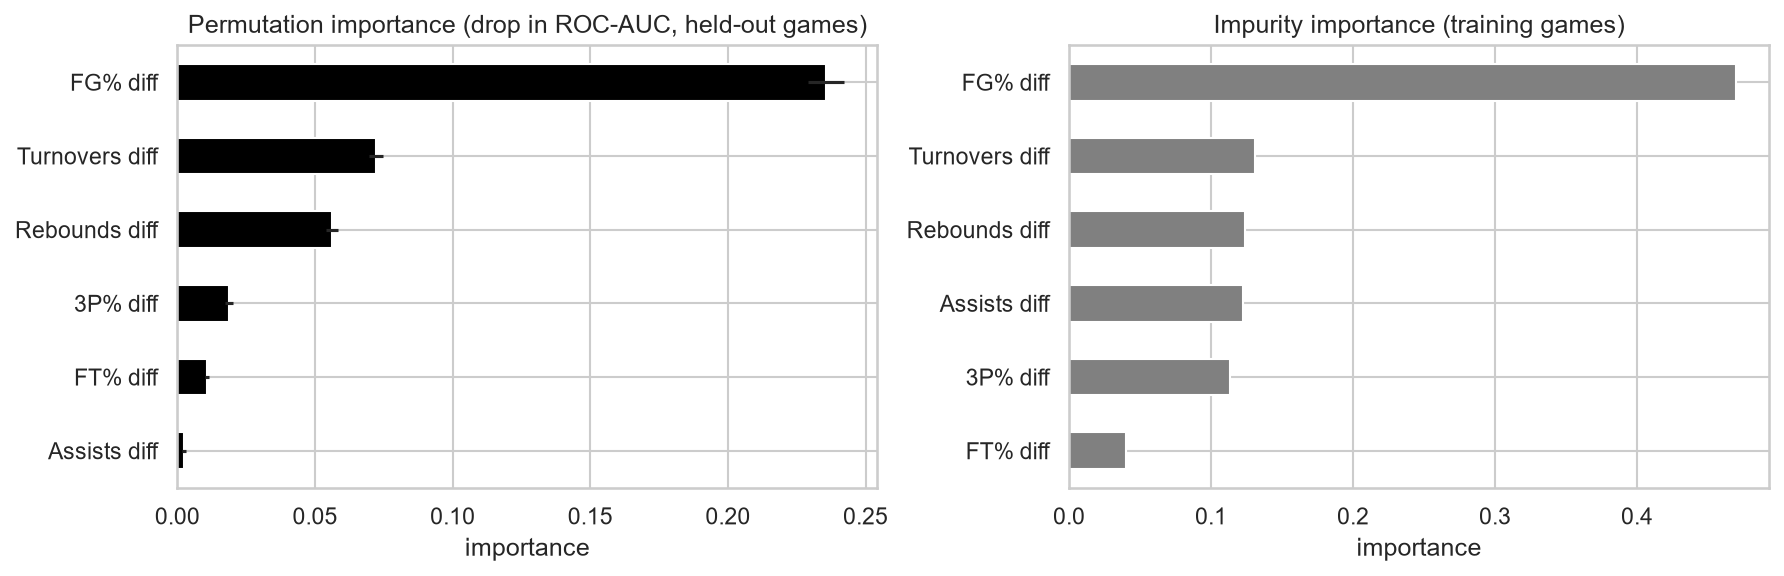 Permutation importance (drop in ROC-AUC, held-out games)
FG% diff
Turnovers diff
Rebounds diff
3P% diff
FT% diff
Assists diff
0.00 0.05 0.10 0.15 0.20 0.25
importance
Impurity importance (training games)
FG% diff
Turnovers diff
Rebounds diff
Assists diff
3P% diff
FT% diff
0.0 0.1 0.2 0.3 0.4
importance